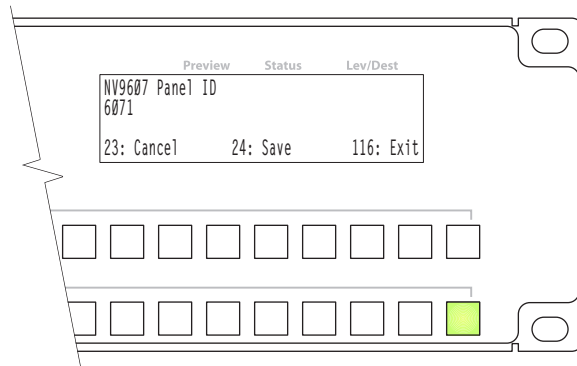 Preview Status Lev/Dest
NV9607 Panel ID
6071
23: Cancel 24: Save 116: Exit